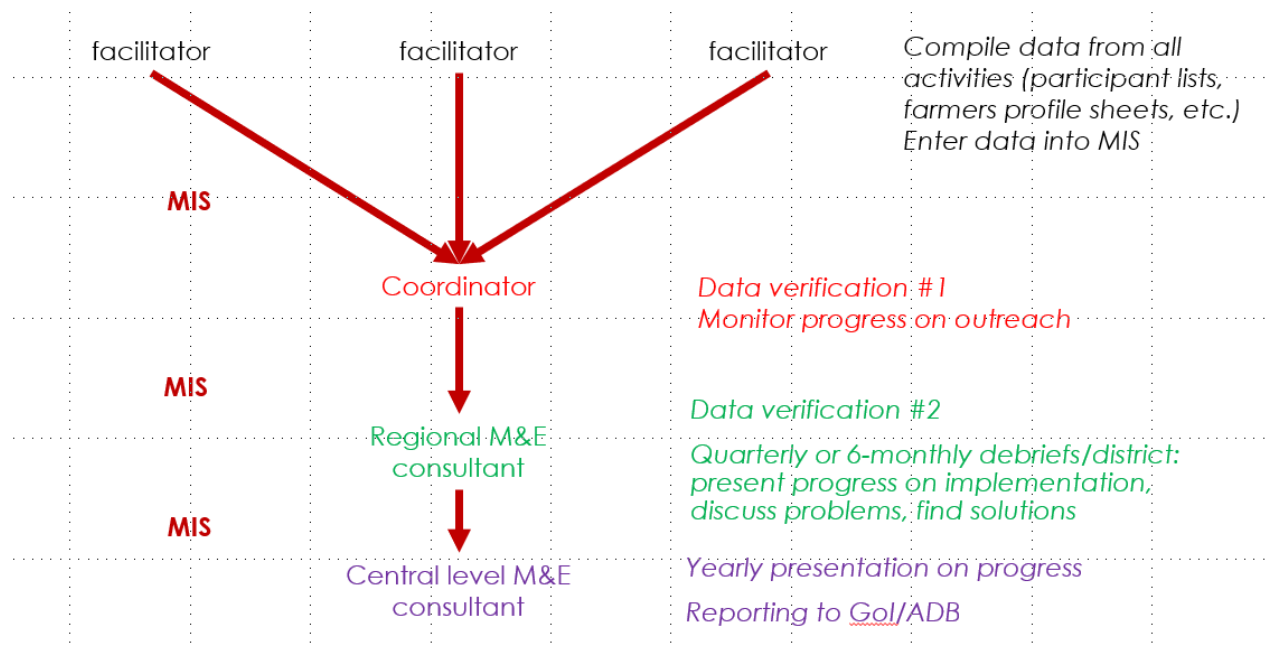 facilitator
facilitator
facilitator
Compile data from all
activities (participant lists,
farmers profile sheets, etc.)
Enter data into MIS
MIS
Coordinator
Data verification #1
Monitor progress on outreach
MIS
Regional M&E
consultant
Data verification #2
Quarterly or 6-monthly debriefs/district:
present progress on implementation,
discuss problems, find solutions
MIS
Central level M&E
consultant
Yearly presentation on progress
Reporting to GoI/ADB